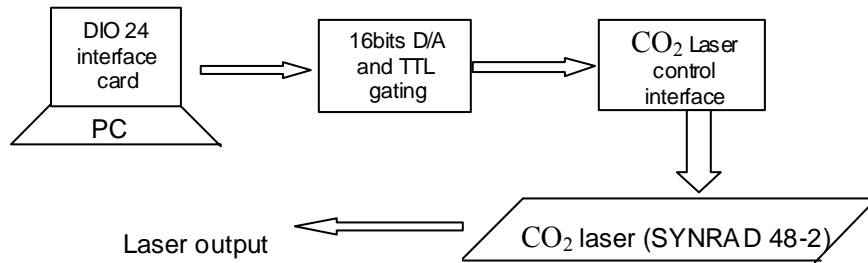 DIO 24
interface
card
PC
16bits D/A
and TTL
gating
CO₂ Laser
control
interface
CO₂ laser (SYNRAD 48-2)
Laser output